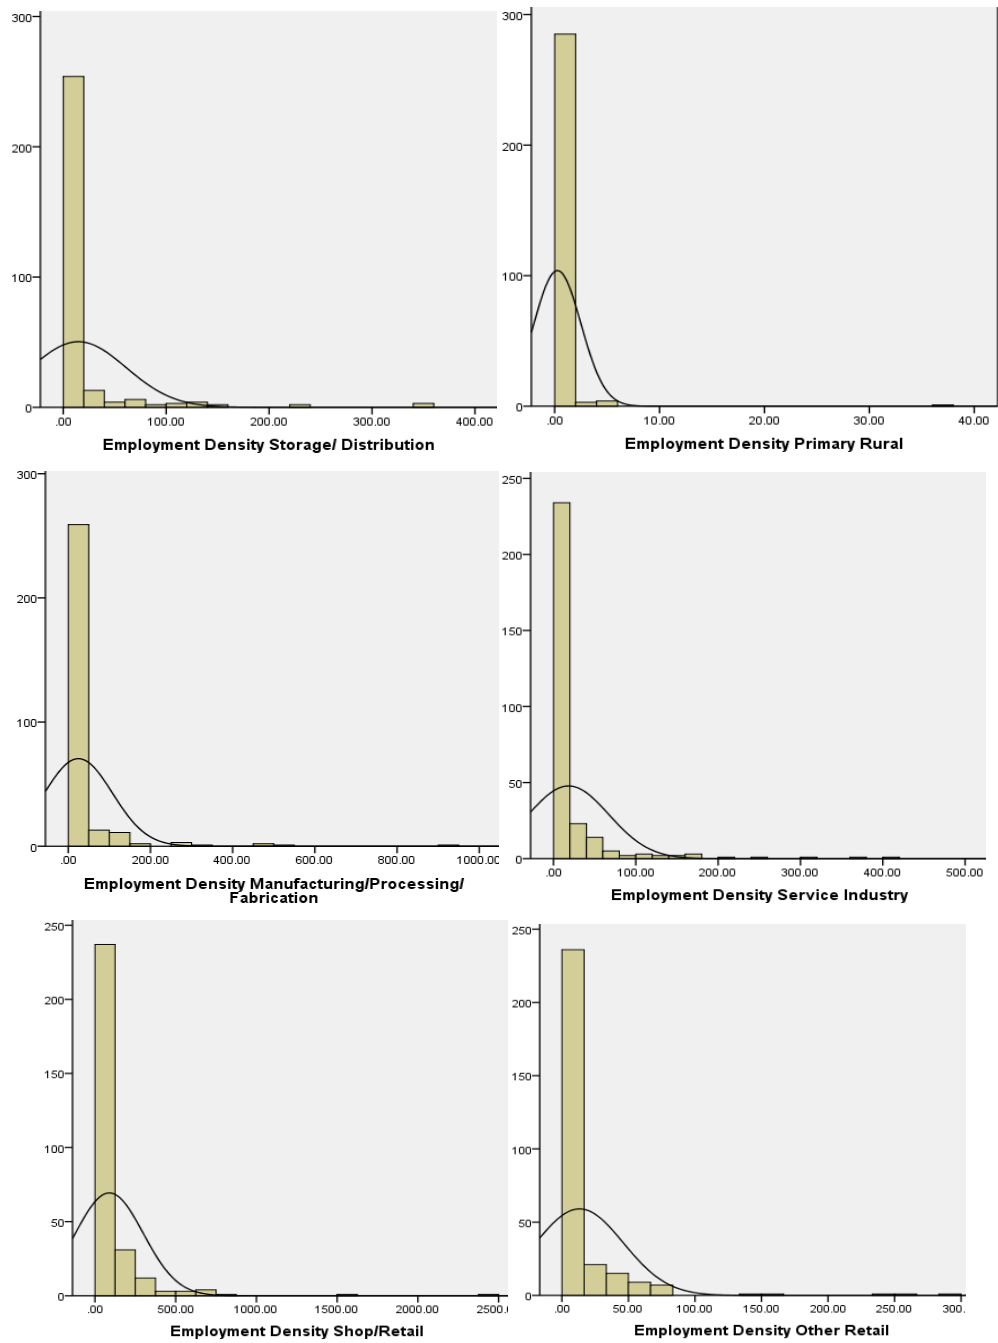 300
200
100
0
.00 100.00 200.00 300.00 400.00
Employment Density Storage/ Distribution
300
200
100
0
.00 10.00 20.00 30.00 40.00
Employment Density Primary Rural
300
200
100
0
.00 200.00 400.00 600.00 800.00 1000.00
Employment Density Manufacturing/Processing/
Fabrication
250
200
150
100
50
0
.00 100.00 200.00 300.00 400.00 500.00
Employment Density Service Industry
250
200
150
100
50
0
.00 500.00 1000.00 1500.00 2000.00 2500.
Employment Density Shop/Retail
250
200
150
100
50
0
.00 50.00 100.00 150.00 200.00 250.00 300.
Employment Density Other Retail